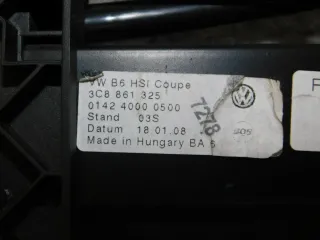 VW B6 HSI Coupe
3C8 861 325
0142 4000 0500
Stand 03S
Datum 18 01.08
Made in Hungary BA
7278